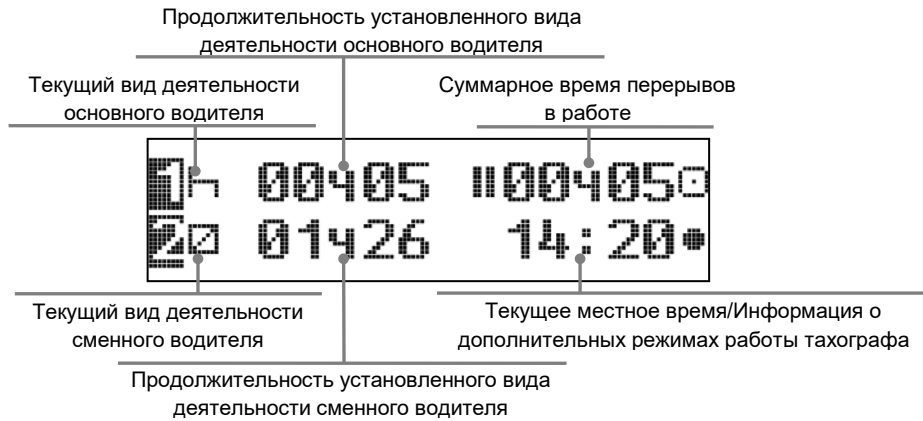 Продолжительность установленного вида
деятельности основного водителя
Текущий вид деятельности
основного водителя
Суммарное время перерывов
в работе
1 00ч05 00ч05
2 01ч26 14:20
Текущий вид деятельности
сменного водителя
Текущее местное время/Информация о
дополнительных режимах работы тахографа
Продолжительность установленного вида
деятельности сменного водителя